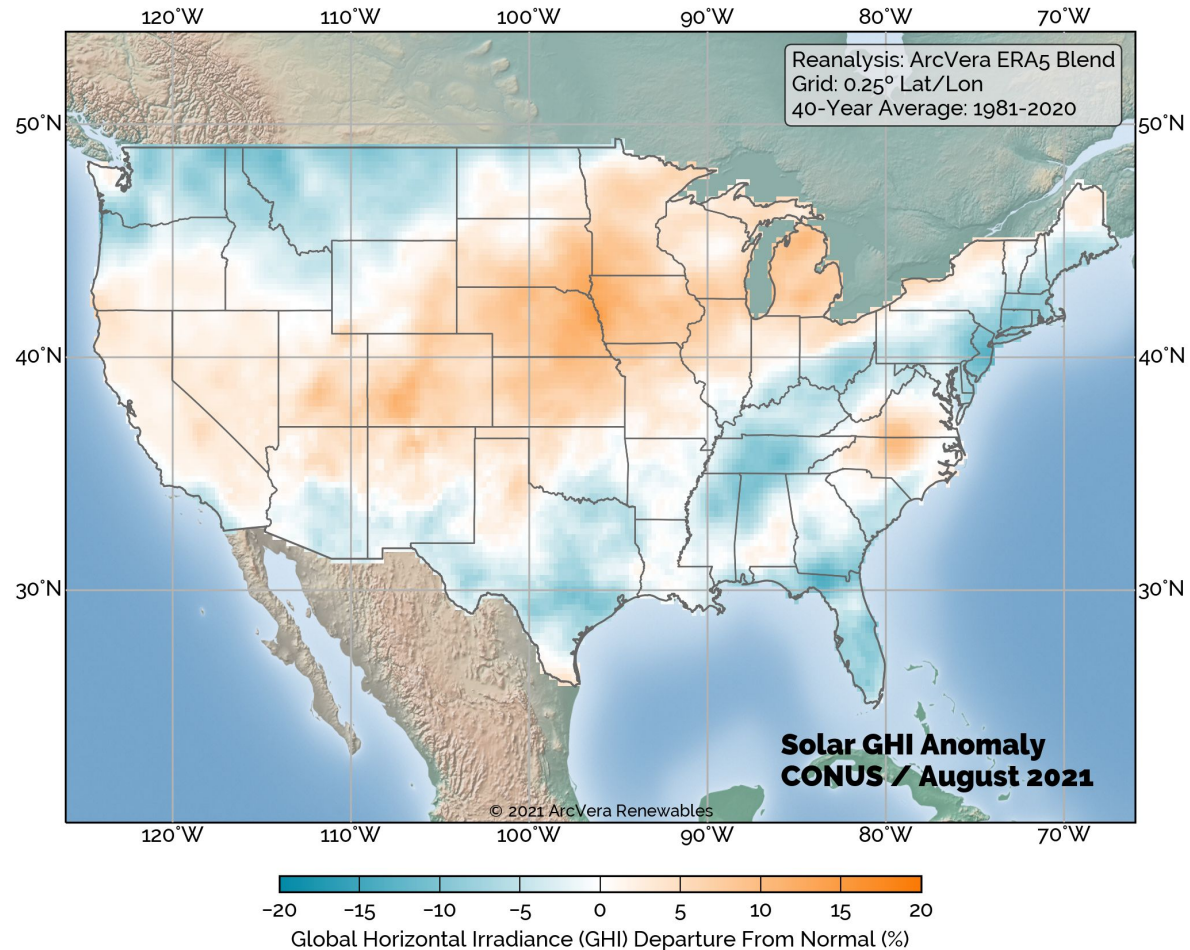 120°W 110°W 100°W 90°W 80°W 70°W
Reanalysis: ArcVera ERA5 Blend
Grid: 0.25º Lat/Lon
40-Year Average: 1981-2020
50°N 50°N
40°N 40°N
30°N 30°N
Solar GHI Anomaly
CONUS / August 2021
© 2021 ArcVera Renewables
120°W 110°W 100°W 90°W 80°W 70°W
−20 −15 −10 −5 0 5 10 15 20
Global Horizontal Irradiance (GHI) Departure From Normal (%)